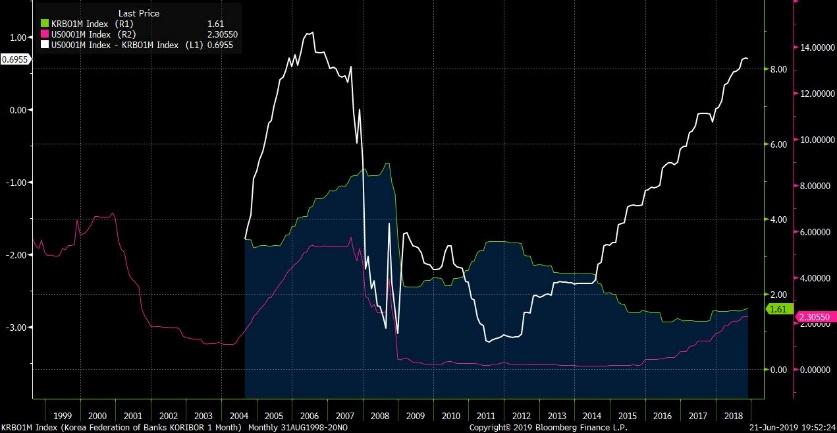 Last Price
KRBO1M Index (R1) 1.61
US0001M Index (R2) 2.30550
US0001M Index - KRBO1M Index (L1) 0.6955
1.00
0.6955
0.00
-1.00
-2.00
-3.00
8.00
6.00
4.00
2.00
1.61
14.00000
12.00000
10.00000
8.00000
6.00000
4.00000
2.30550
2.00000
0.00000
1999 2000 2001 2002 2003 2004 2005 2006 2007 2008 2009 2010 2011 2012 2013 2014 2015 2016 2017 2018
KRBO1M Index (Korea Federation of Banks KORIBOR 1 Month) Monthly 31AUG1998-20NO
Copyright© 2019 Bloomberg Finance L.P.
21-Jun-2019 19:52:24